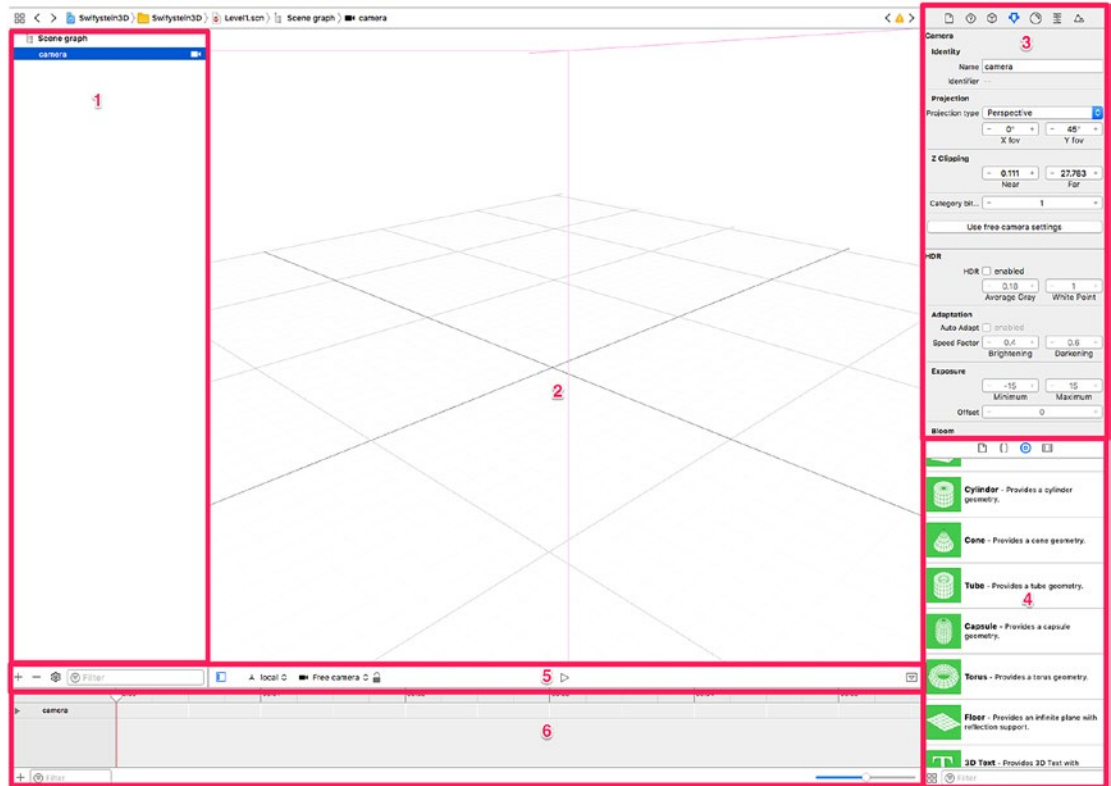 Swifystein3D Swifystein3D Level1.scn Scene graph camera
Scene graph
camera
1
2
3
Camera
Identity
Name camera
Identifier
Projection
Projection type Perspective
- 0° + - 45° +
X fov Y fov
Z Clipping
- 0.111 + - 27.763 +
Near Far
Category bit... - 1 +
Use free camera settings
HDR
HDR enabled
- 0.18 + - 1 +
Average Gray White Point
Adaptation
Auto Adapt enabled
Speed Factor - 0.4 + - 0.6 +
Brightening Darkening
Exposure
- -15 + - 15 +
Minimum Maximum
Offset - 0 +
Bloom
Cylinder - Provides a cylinder
geometry.
Cone - Provides a cone geometry.
Tube - Provides a tube geometry.
4
Capsule - Provides a capsule
geometry.
Torus - Provides a torus geometry.
Floor - Provides an infinite plane with
reflection support.
3D Text - Provides 3D Text with
Filter
+ - Filter local Free camera 5
camera
6
+ Filter